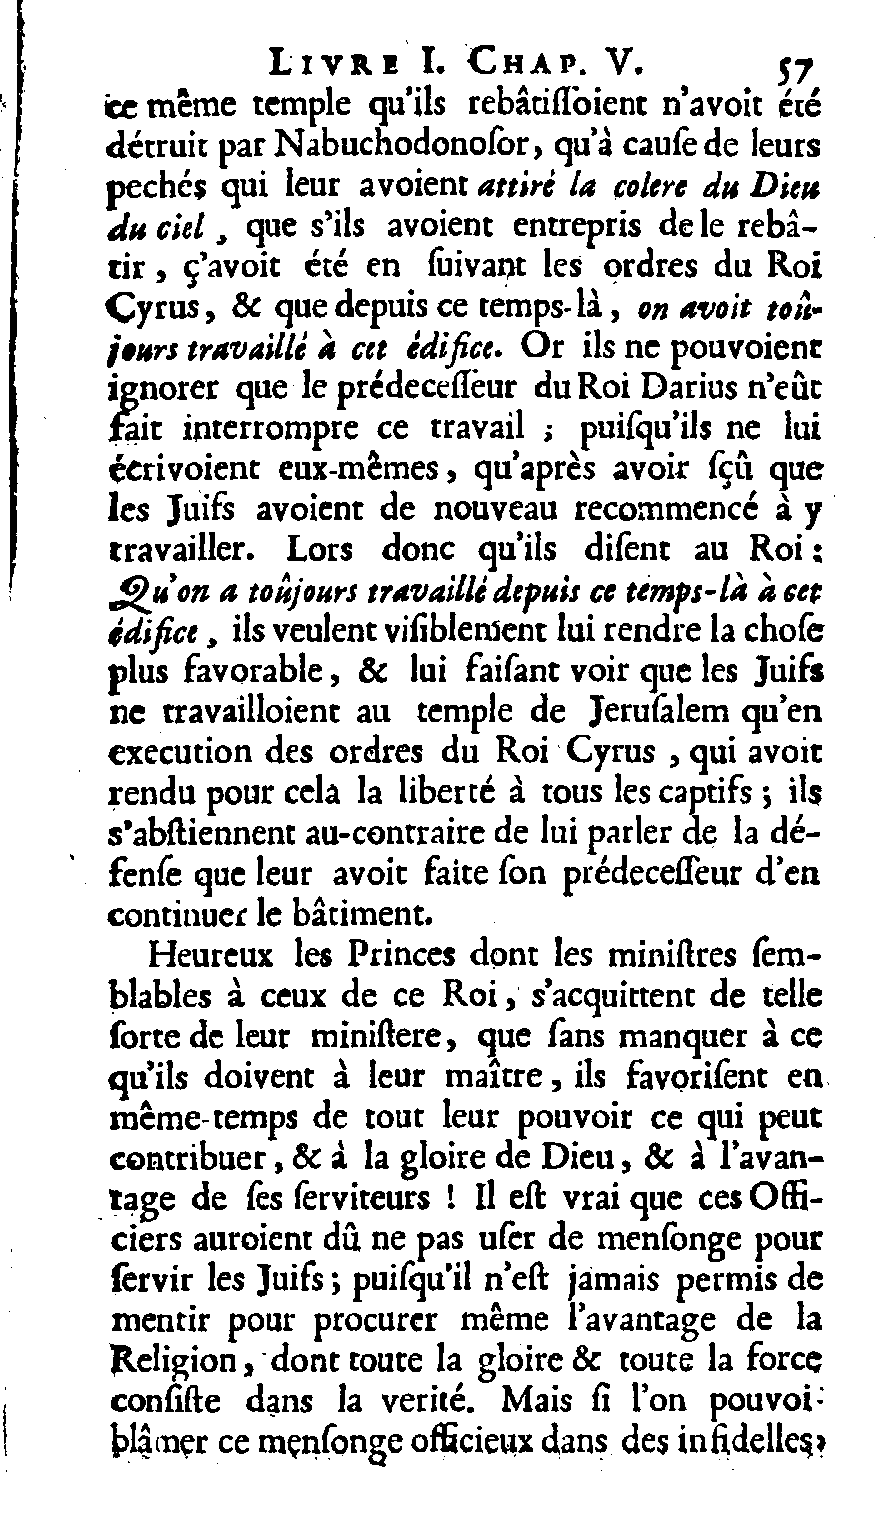 LIVRE I. CHAP. V. 57
ce même temple qu'ils rebâtiſſoient n'avoit été
détruit par Nabuchodonoſor, qu'à cauſe de leurs
pechés qui leur avoient attiré la colere du Dieu
du ciel, que s'ils avoient entrepris de le rebâ-
tir, ç'avoit été en ſuivant les ordres du Roi
Cyrus, & que depuis ce temps-là, on avoit toû-
jours travaillé à cet édifice. Or ils ne pouvoient
ignorer que le prédeceſſeur du Roi Darius n'eût
fait interrompre ce travail ; puiſqu'ils ne lui
écrivoient eux-mêmes, qu'après avoir ſçû que
les Juifs avoient de nouveau recommencé à y
travailler. Lors donc qu'ils diſent au Roi :
Qu'on a toûjours travaillé depuis ce temps-là à cet
édifice, ils veulent viſiblement lui rendre la choſe
plus favorable, & lui faiſant voir que les Juifs
ne travailloient au temple de Jeruſalem qu'en
execution des ordres du Roi Cyrus, qui avoit
rendu pour cela la liberté à tous les captifs ; ils
s'abſtiennent au-contraire de lui parler de la dé-
fenſe que leur avoit faite ſon prédeceſſeur d'en
continuer le bâtiment.
Heureux les Princes dont les miniſtres ſem-
blables à ceux de ce Roi, s'acquittent de telle
ſorte de leur miniſtere, que ſans manquer à ce
qu'ils doivent à leur maître, ils favoriſent en
même-temps de tout leur pouvoir ce qui peut
contribuer, & à la gloire de Dieu, & à l'avan-
tage de ſes ſerviteurs ! Il eſt vrai que ces Offi-
ciers auroient dû ne pas uſer de menſonge pour
ſervir les Juifs ; puiſqu'il n'eſt jamais permis de
mentir pour procurer même l'avantage de la
Religion, dont toute la gloire & toute la force
conſiſte dans la verité. Mais ſi l'on pouvoi
blâmer ce menſonge officieux dans des infidelles,